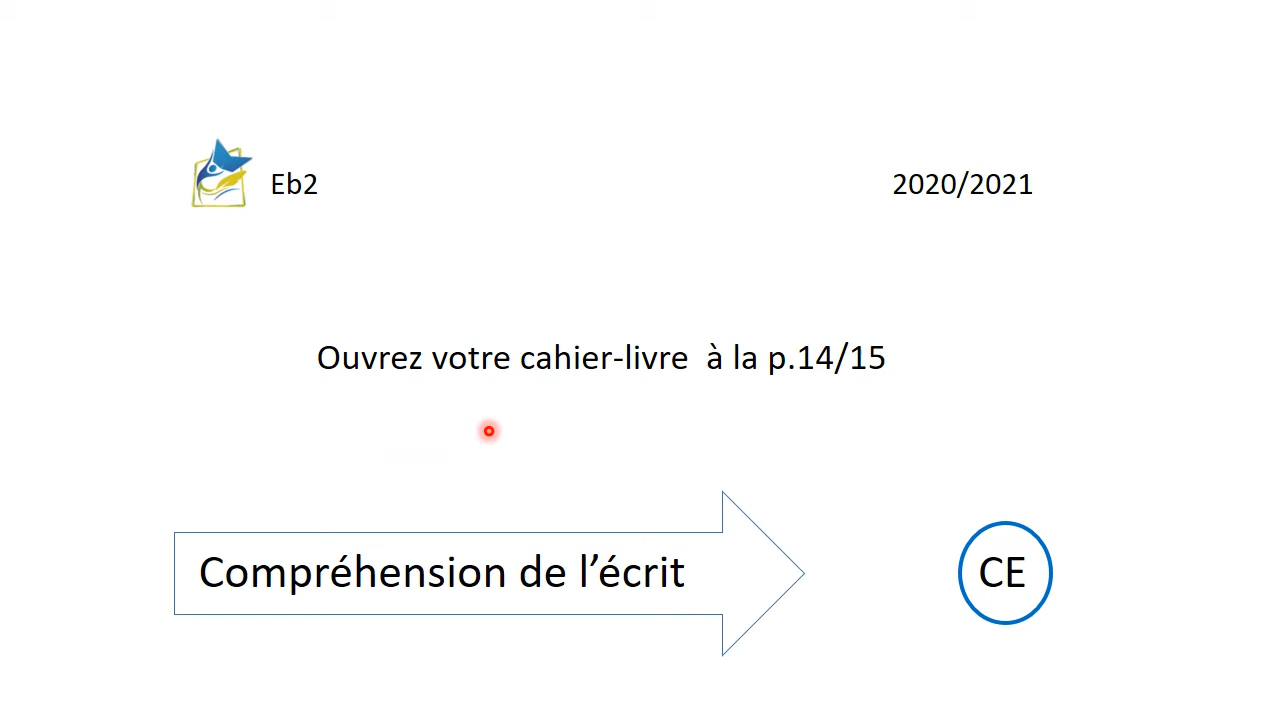 Eb2
2020/2021
Ouvrez votre cahier-livre à la p.14/15
Compréhension de l’écrit
CE